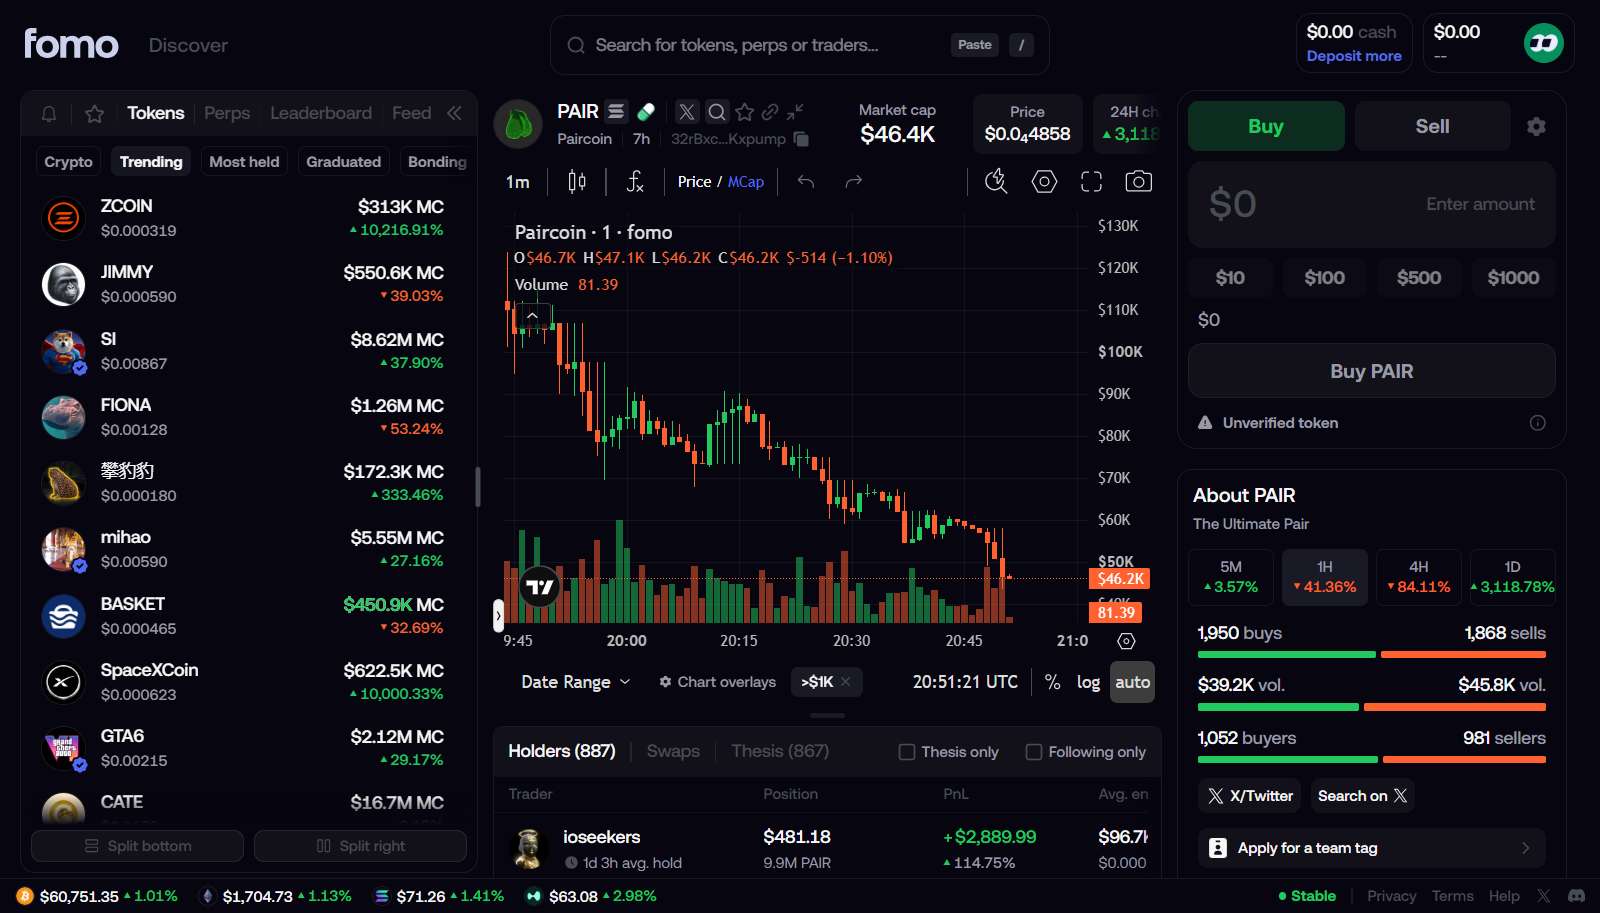 fomo
Discover
Search for tokens, perps or traders...
Paste
/
$0.00 cash
Deposit more
$0.00
--
Tokens
Perps
Leaderboard
Feed
Crypto
Trending
Most held
Graduated
Bonding
ZCOIN
$0.000319
$313K MC
10,216.91%
JIMMY
$0.000590
$550.6K MC
39.03%
SI
$0.00867
$8.62M MC
37.90%
FIONA
$0.00128
$1.26M MC
53.24%
攀豹豹
$0.000180
$172.3K MC
333.46%
mihao
$0.00590
$5.55M MC
27.16%
BASKET
$0.000465
$450.9K MC
32.69%
SpaceXCoin
$0.000623
$622.5K MC
10,000.33%
GTA6
$0.00215
$2.12M MC
29.17%
CATE
$16.7M MC
Split bottom
Split right
PAIR
Paircoin
7h
32rBxc...Kxpump
Market cap
$46.4K
Price
$0.0₄4858
24H ch
3,118
1m
Price / MCap
Paircoin · 1 · fomo
O$46.7K H$47.1K L$46.2K C$46.2K $-514 (−1.10%)
Volume 81.39
$130K
$120K
$110K
$100K
$90K
$80K
$70K
$60K
$50K
$46.2K
81.39
9:45
20:00
20:15
20:30
20:45
21:0
Date Range
Chart overlays
>$1K
20:51:21 UTC
%
log
auto
Holders (887)
Swaps
Thesis (867)
Thesis only
Following only
Trader
Position
PnL
Avg. en
ioseekers
1d 3h avg. hold
$481.18
9.9M PAIR
+$2,889.99
114.75%
$96.7
$0.000
Buy
Sell
$0
Enter amount
$10
$100
$500
$1000
$0
Buy PAIR
Unverified token
About PAIR
The Ultimate Pair
5M
3.57%
1H
41.36%
4H
84.11%
1D
3,118.78%
1,950 buys
1,868 sells
$39.2K vol.
$45.8K vol.
1,052 buyers
981 sellers
X/Twitter
Search on X
Apply for a team tag
$60,751.35 1.01%
$1,704.73 1.13%
$71.26 1.41%
$63.08 2.98%
Stable
Privacy
Terms
Help